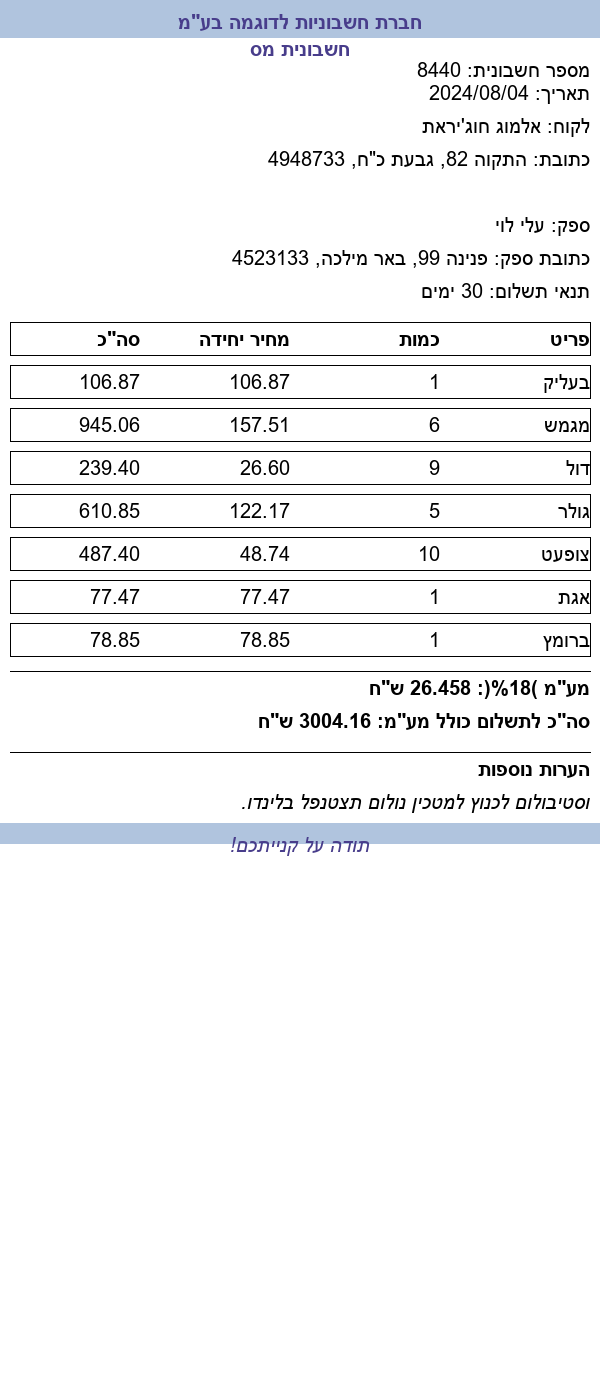 חברת חשבוניות לדוגמה בע"מ
חשבונית מס
מספר חשבונית: 8440
תאריך: 2024/08/04
לקוח: אלמוג חוג'יראת
כתובת: התקוה 82, גבעת כ"ח, 4948733
ספק: עלי לוי
כתובת ספק: פנינה 99, באר מילכה, 4523133
תנאי תשלום: 30 ימים
פריט כמות מחיר יחידה סה"כ
בעליק 1 106.87 106.87
מגמש 6 157.51 945.06
דול 9 26.60 239.40
גולר 5 122.17 610.85
צופעט 10 48.74 487.40
אגת 1 77.47 77.47
ברומץ 1 78.85 78.85
מע"מ )18%(: 26.458 ש"ח
סה"כ לתשלום כולל מע"מ: 3004.16 ש"ח
הערות נוספות
וסטיבולום לכנוץ למטכין נולום תצטנפל בלינדו.
תודה על קנייתכם!